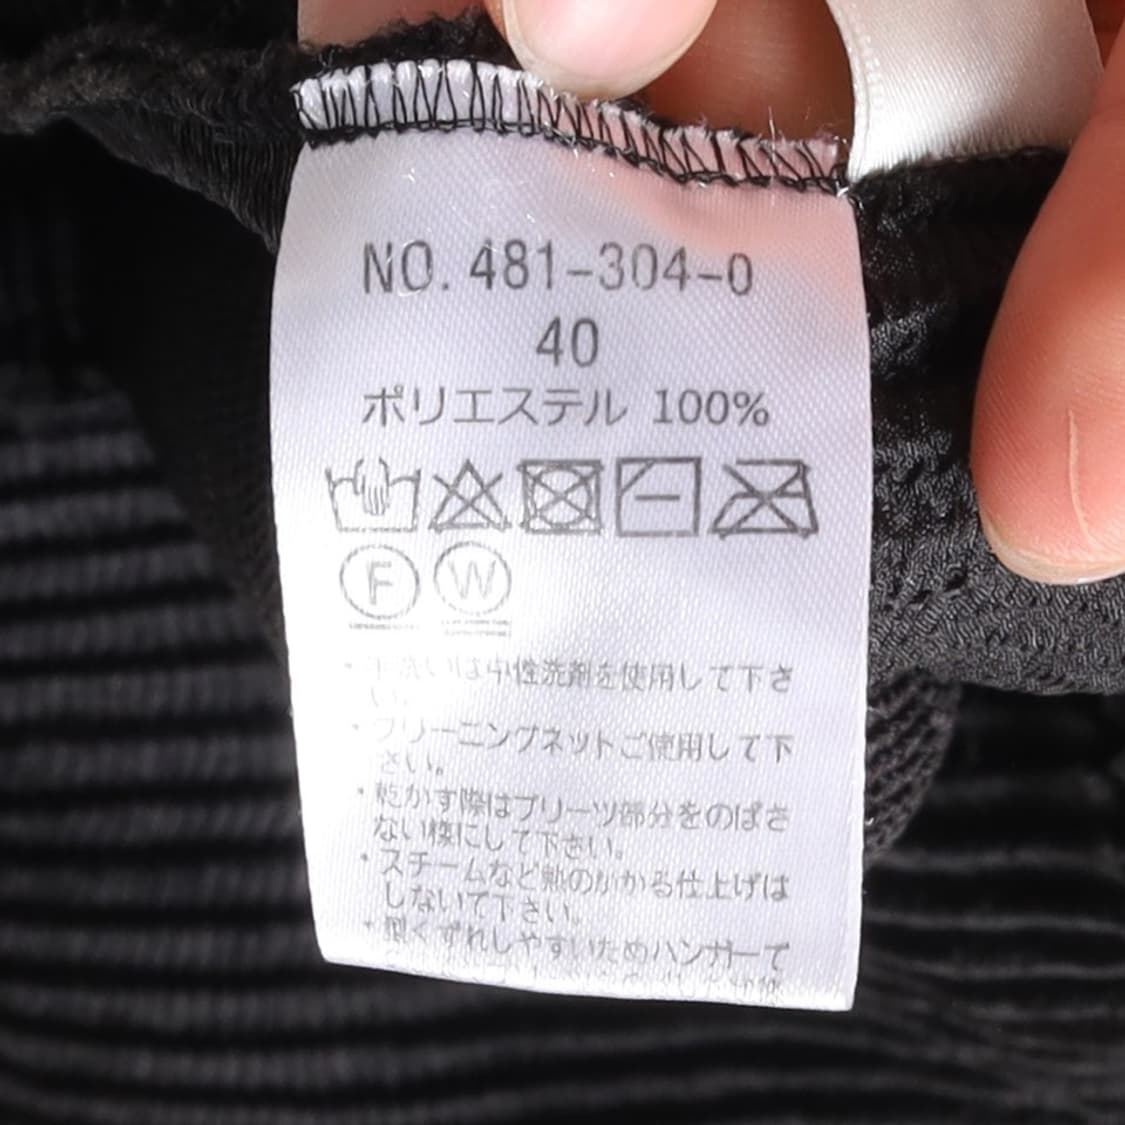 NO. 481-304-0
40
ポリエステル 100%
F W
・手洗いは中性洗剤を使用して下さ
い。
・クリーニングネットご使用して下
さい。
・乾かす際はプリーツ部分をのばさ
ない様にして下さい。
・スチームなど熱のかかる仕上げは
しないで下さい。
・型くずれしやすいためハンガーで